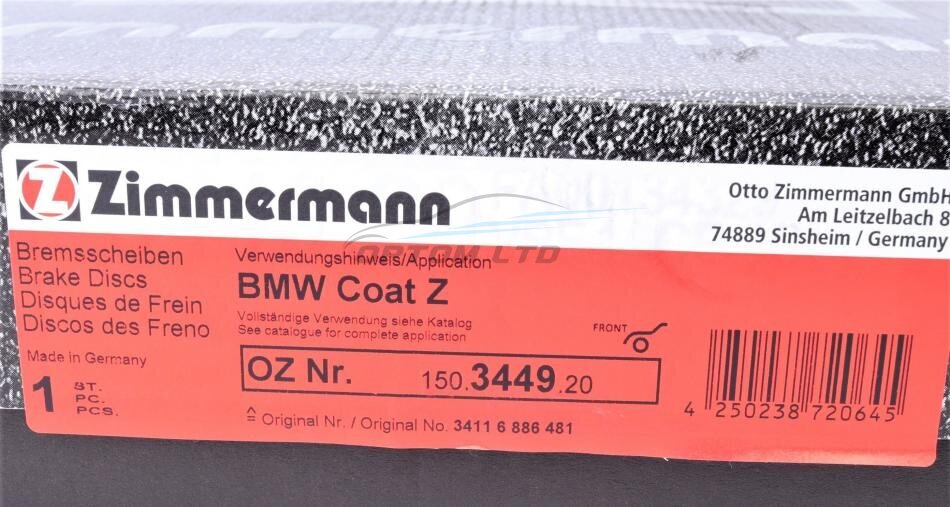 Z Zimmermann
Otto Zimmermann GmbH
Am Leitzelbach 8
74889 Sinsheim / Germany
OPTOM LTD
Bremsscheiben
Brake Discs
Disques de Frein
Discos des Freno
Made in Germany
1 ST.
PC.
PCS.
Verwendungshinweis/Application
BMW Coat Z
Vollständige Verwendung siehe Katalog
See catalogue for complete application
FRONT
OZ Nr. 150.3449.20
≙ Original Nr. / Original No. 3411 6 886 481
4 250238 720645